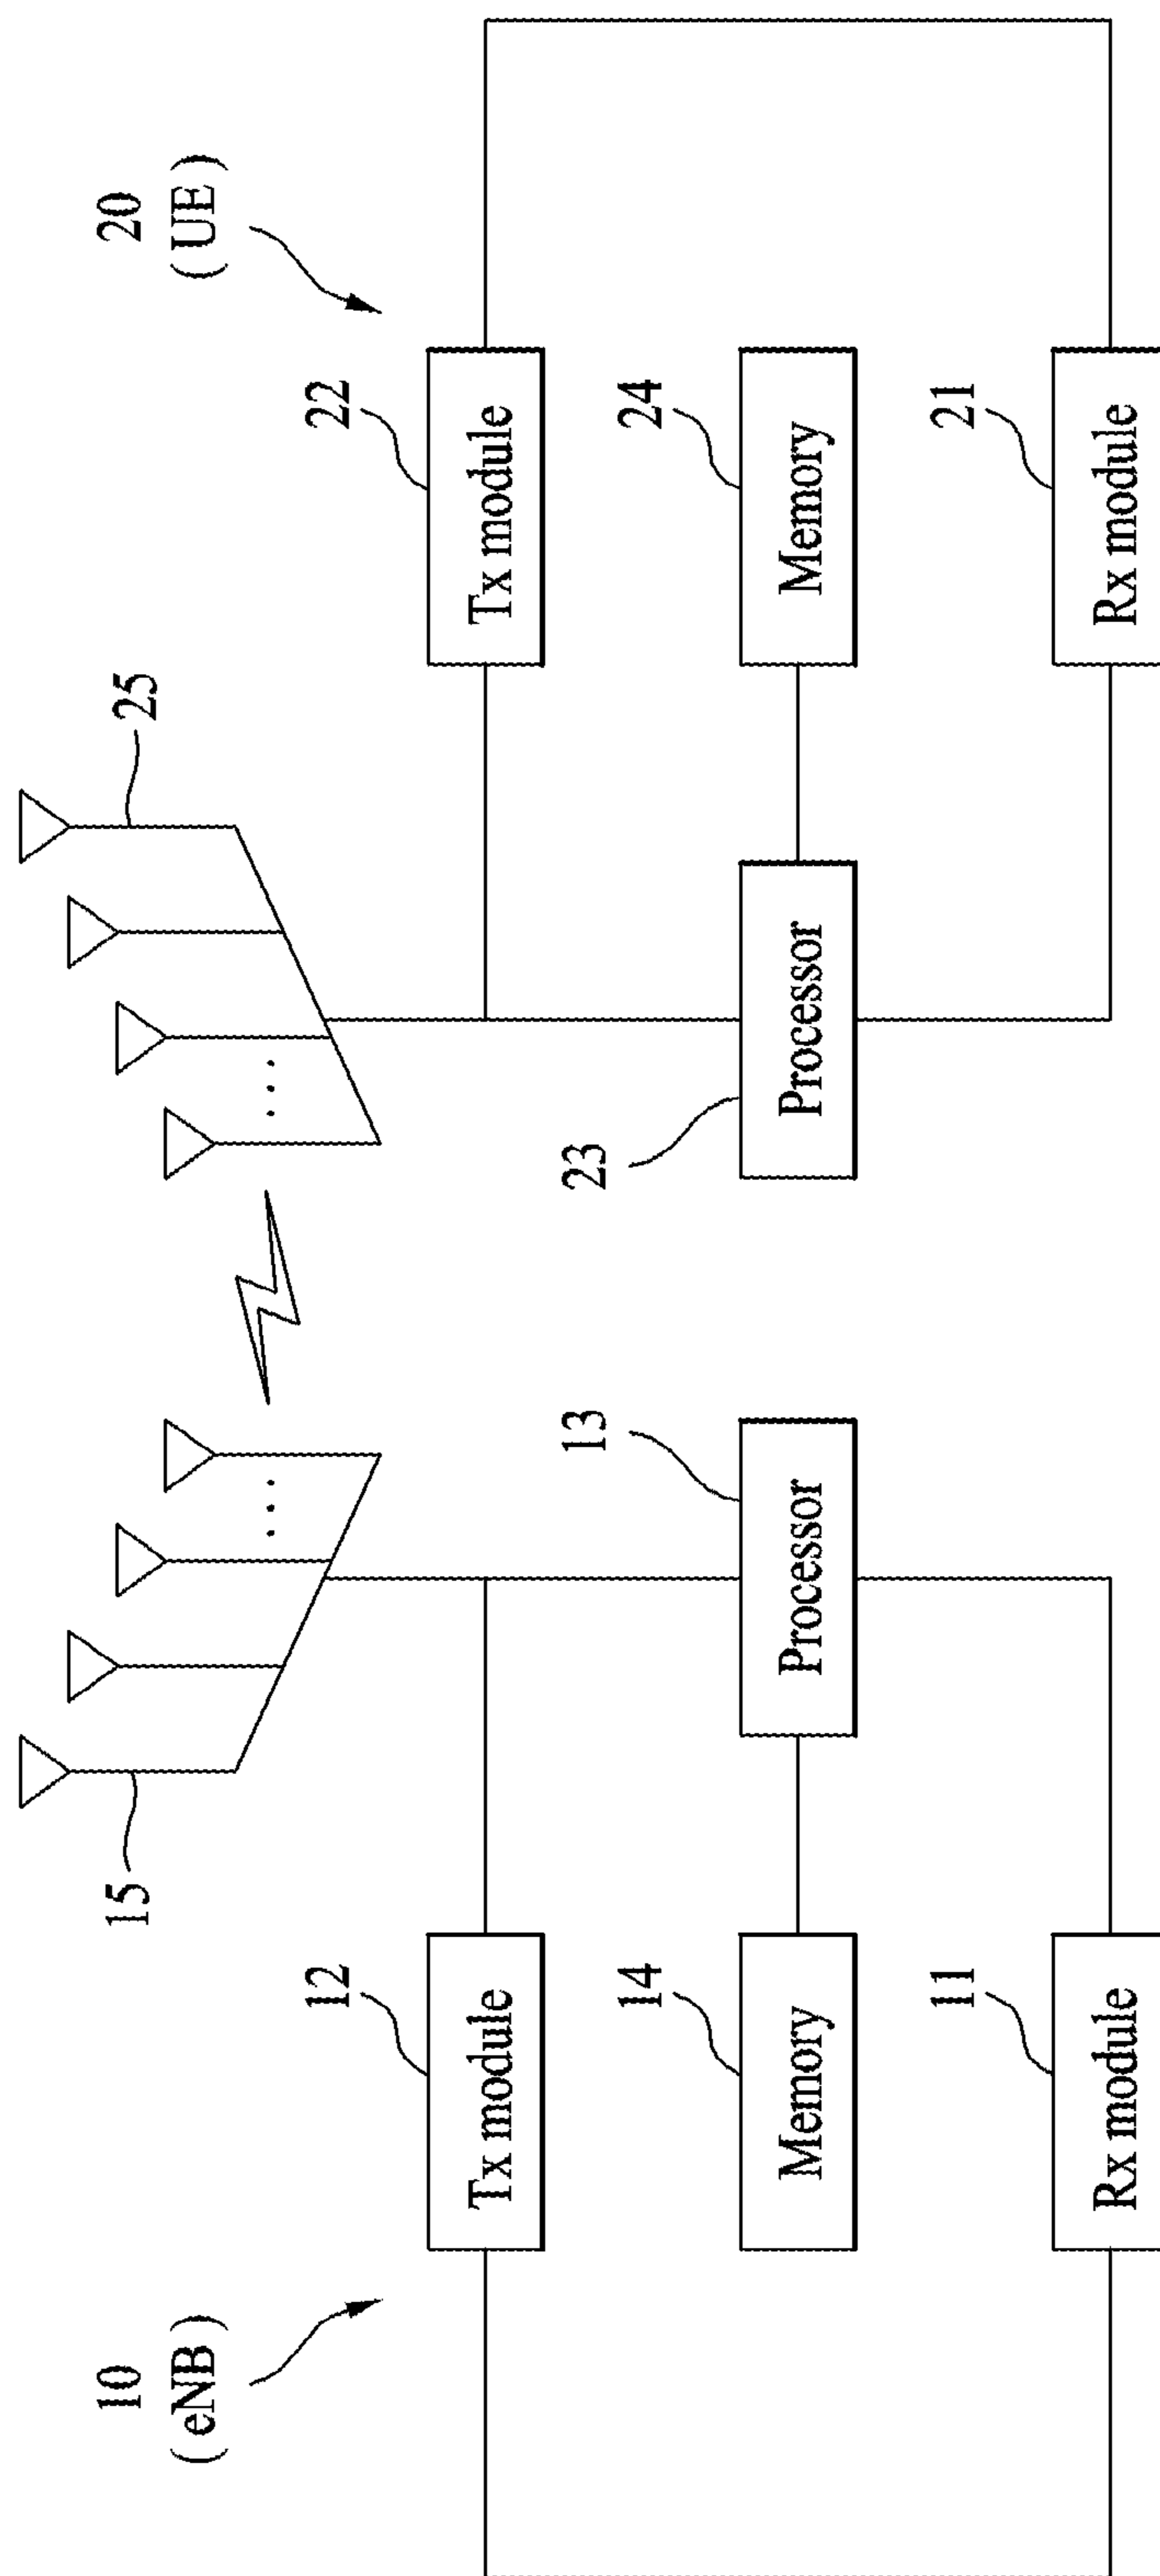 10
( eNB )
20
( UE )
15
25
12
Tx module
22
Tx module
13
Processor
23
Processor
14
Memory
24
Memory
11
Rx module
21
Rx module
...
...